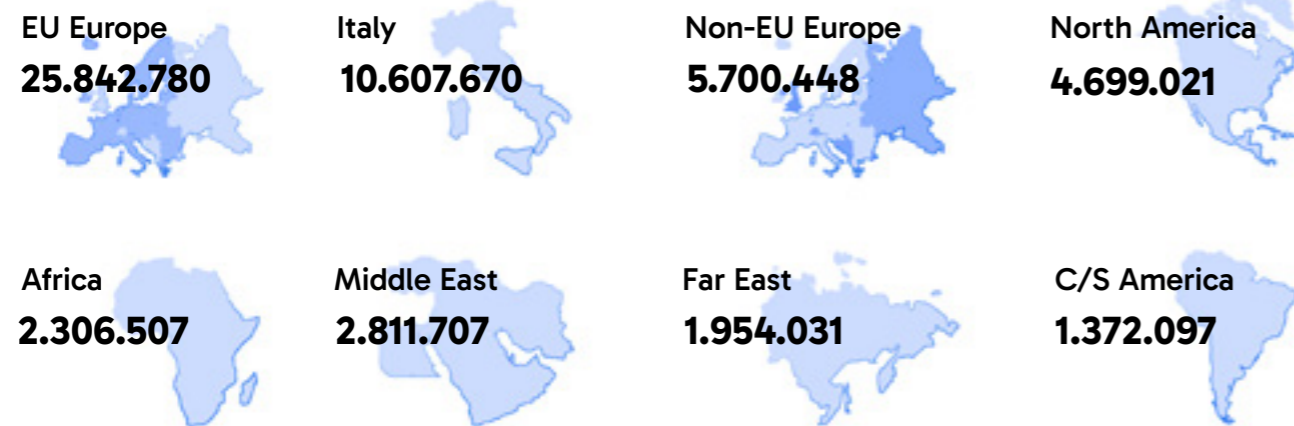 EU Europe
25.842.780
Italy
10.607.670
Non-EU Europe
5.700.448
North America
4.699.021
Africa
2.306.507
Middle East
2.811.707
Far East
1.954.031
C/S America
1.372.097